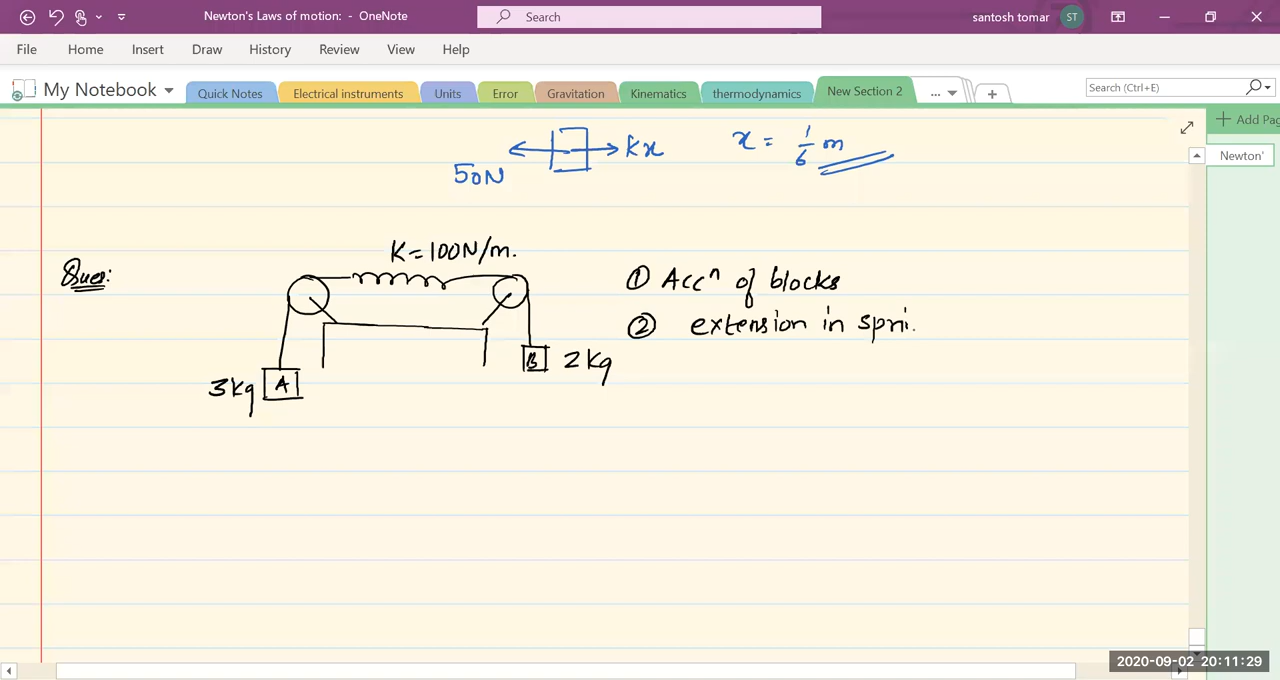 Newton's Laws of motion: - OneNote
Search
santosh tomar
ST
File Home Insert Draw History Review View Help
My Notebook
Quick Notes
Electrical instruments
Units
Error
Gravitation
Kinematics
thermodynamics
New Section 2
...
Search (Ctrl+E)
Add Pag
Newton'
50N
kx
x = 1/6 m
Ques:
K=100N/m.
① Accⁿ of blocks
② extension in spri.
3kg
A
B
2kg
2020-09-02 20:11:29